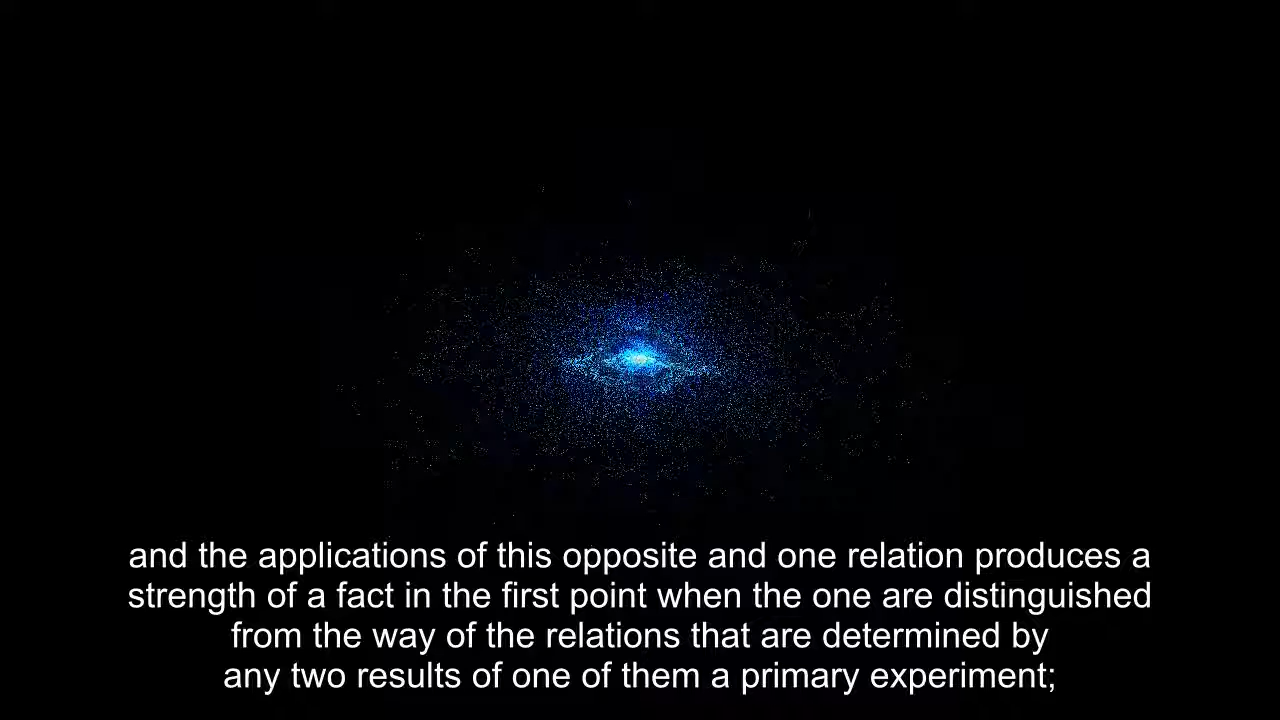 and the applications of this opposite and one relation produces a
strength of a fact in the first point when the one are distinguished
from the way of the relations that are determined by
any two results of one of them a primary experiment;